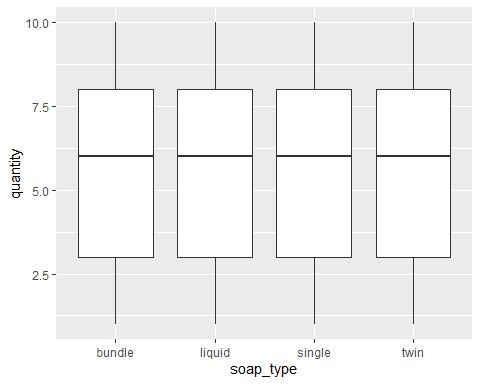 10.0
7.5
5.0
2.5
quantity
bundle liquid single twin
soap_type